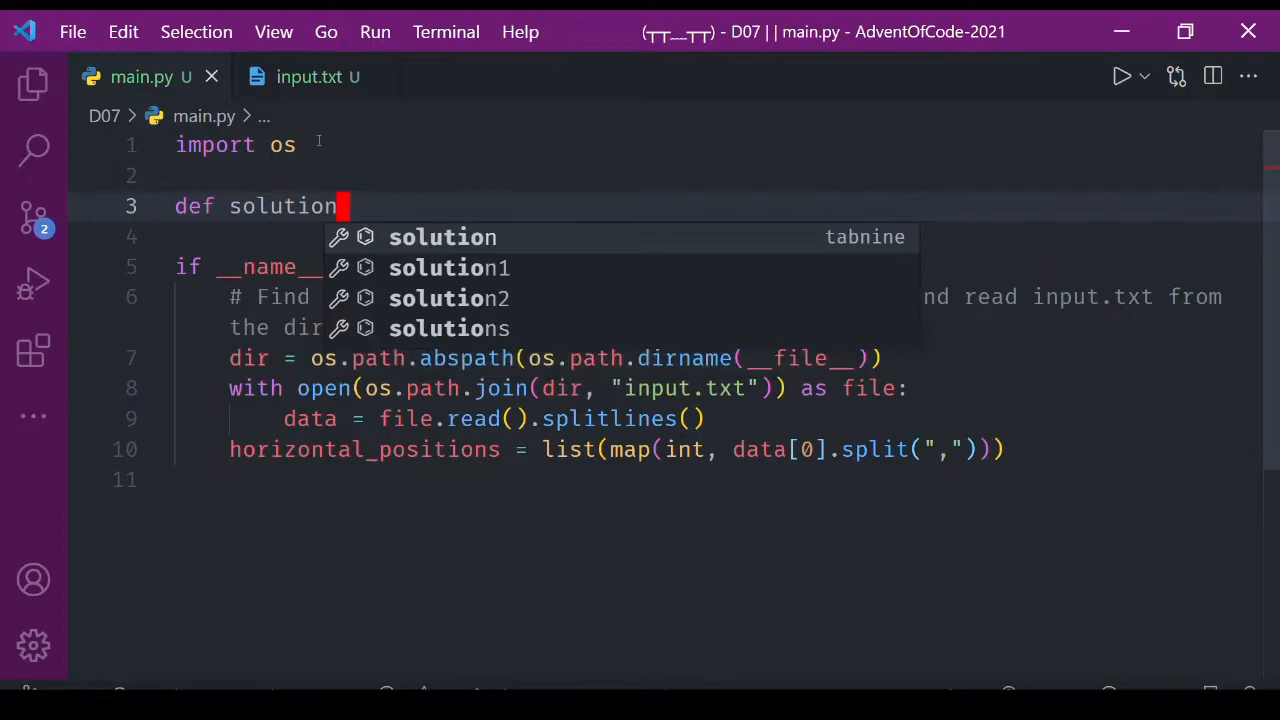 File Edit Selection View Go Run Terminal Help (┬┬﹏┬┬) - D07 | | main.py - AdventOfCode-2021
main.py U input.txt U
D07 > main.py > ...
1 import os
2
3 def solution
solution tabnine
solution1
solution2
solutions
4
5 if __name__
6 # Find nd read input.txt from
the dir
7 dir = os.path.abspath(os.path.dirname(__file__))
8 with open(os.path.join(dir, "input.txt")) as file:
9 data = file.read().splitlines()
10 horizontal_positions = list(map(int, data[0].split(",")))
11
2